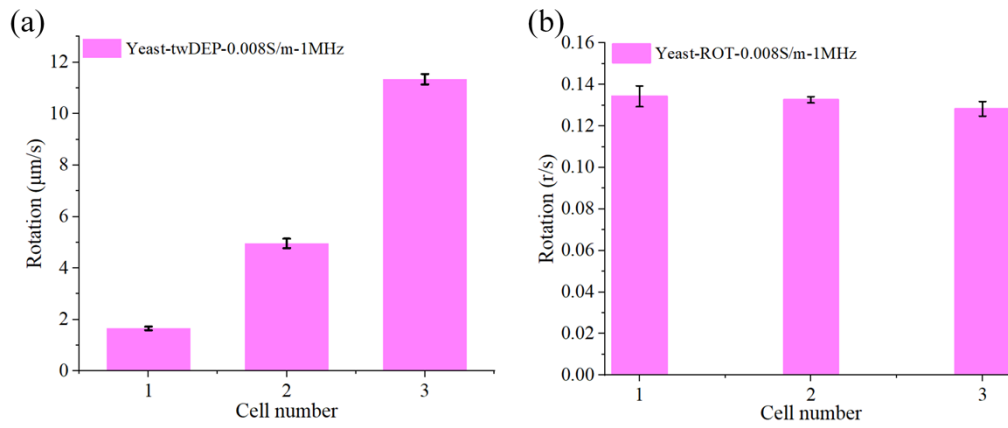 (a)
Yeast-twDEP-0.008S/m-1MHz
Rotation (μm/s)
12
10
8
6
4
2
0
1 2 3
Cell number
(b)
Yeast-ROT-0.008S/m-1MHz
Rotation (r/s)
0.16
0.14
0.12
0.10
0.08
0.06
0.04
0.02
0.00
1 2 3
Cell number